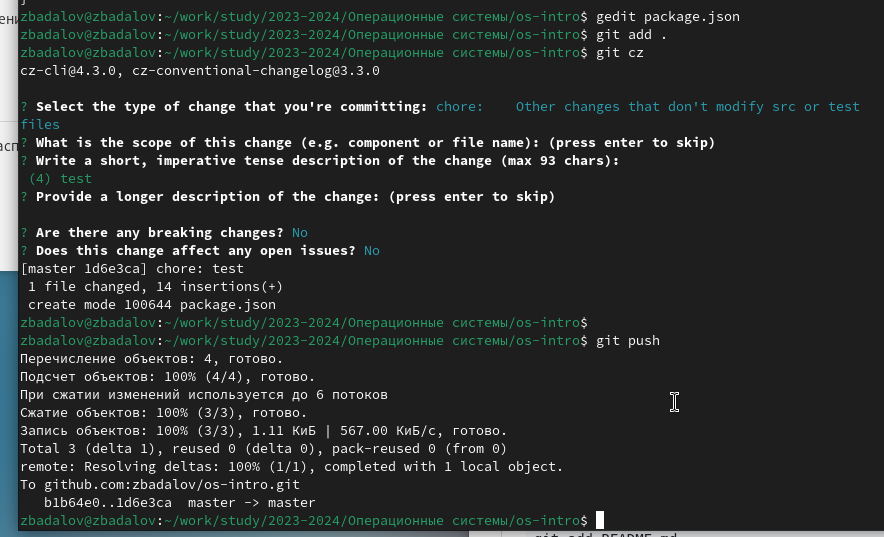 }
zbadalov@zbadalov:~/work/study/2023-2024/Операционные системы/os-intro$ gedit package.json
zbadalov@zbadalov:~/work/study/2023-2024/Операционные системы/os-intro$ git add .
zbadalov@zbadalov:~/work/study/2023-2024/Операционные системы/os-intro$ git cz
cz-cli@4.3.0, cz-conventional-changelog@3.3.0
? Select the type of change that you're committing: chore:    Other changes that don't modify src or test
files
? What is the scope of this change (e.g. component or file name): (press enter to skip)
? Write a short, imperative tense description of the change (max 93 chars):
(4) test
? Provide a longer description of the change: (press enter to skip)
? Are there any breaking changes? No
? Does this change affect any open issues? No
[master 1d6e3ca] chore: test
1 file changed, 14 insertions(+)
create mode 100644 package.json
zbadalov@zbadalov:~/work/study/2023-2024/Операционные системы/os-intro$
zbadalov@zbadalov:~/work/study/2023-2024/Операционные системы/os-intro$ git push
Перечисление объектов: 4, готово.
Подсчет объектов: 100% (4/4), готово.
При сжатии изменений используется до 6 потоков
Сжатие объектов: 100% (3/3), готово.
Запись объектов: 100% (3/3), 1.11 КиБ | 567.00 КиБ/с, готово.
Total 3 (delta 1), reused 0 (delta 0), pack-reused 0 (from 0)
remote: Resolving deltas: 100% (1/1), completed with 1 local object.
To github.com:zbadalov/os-intro.git
b1b64e0..1d6e3ca  master -> master
zbadalov@zbadalov:~/work/study/2023-2024/Операционные системы/os-intro$
git add README.md